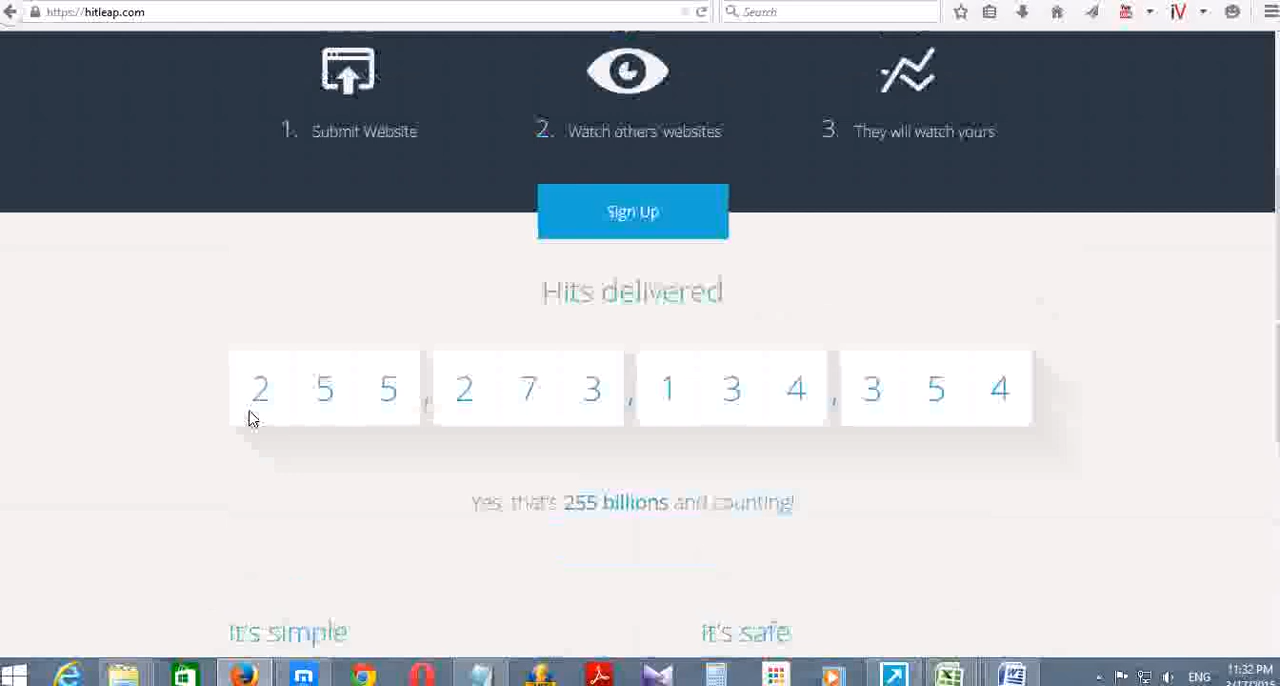 https://hitleap.com
Search
1. Submit Website
2. Watch others' websites
3. They will watch yours
Sign Up
Hits delivered
255,273,134,354
Yes, that's 255 billions and counting!
It's simple
It's safe
ENG
11:32 PM